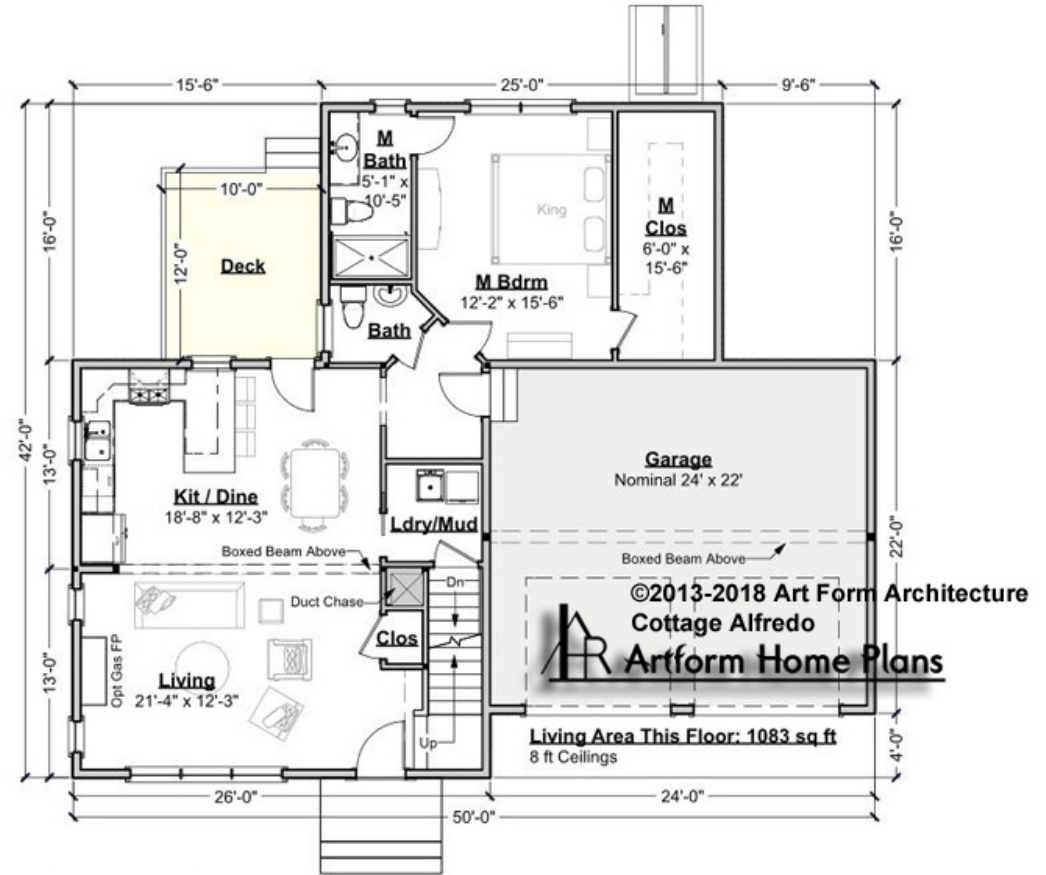 15'-6"
25'-0"
9'-6"
M
Bath
5'-1" x
10'-5"
King
M
Clos
6'-0" x
15'-6"
16'-0"
10'-0"
12'-0"
Deck
M Bdrm
12'-2" x 15'-6"
Bath
16'-0"
42'-0"
13'-0"
Kit / Dine
18'-8" x 12'-3"
Ldry/Mud
Garage
Nominal 24' x 22'
22'-0"
Boxed Beam Above
Boxed Beam Above
Duct Chase
Dn
Clos
Opt Gas FP
Living
21'-4" x 12'-3"
13'-0"
Up
©2013-2018 Art Form Architecture
Cottage Alfredo
Artform Home Plans
Living Area This Floor: 1083 sq ft
8 ft Ceilings
4'-0"
26'-0"
24'-0"
50'-0"